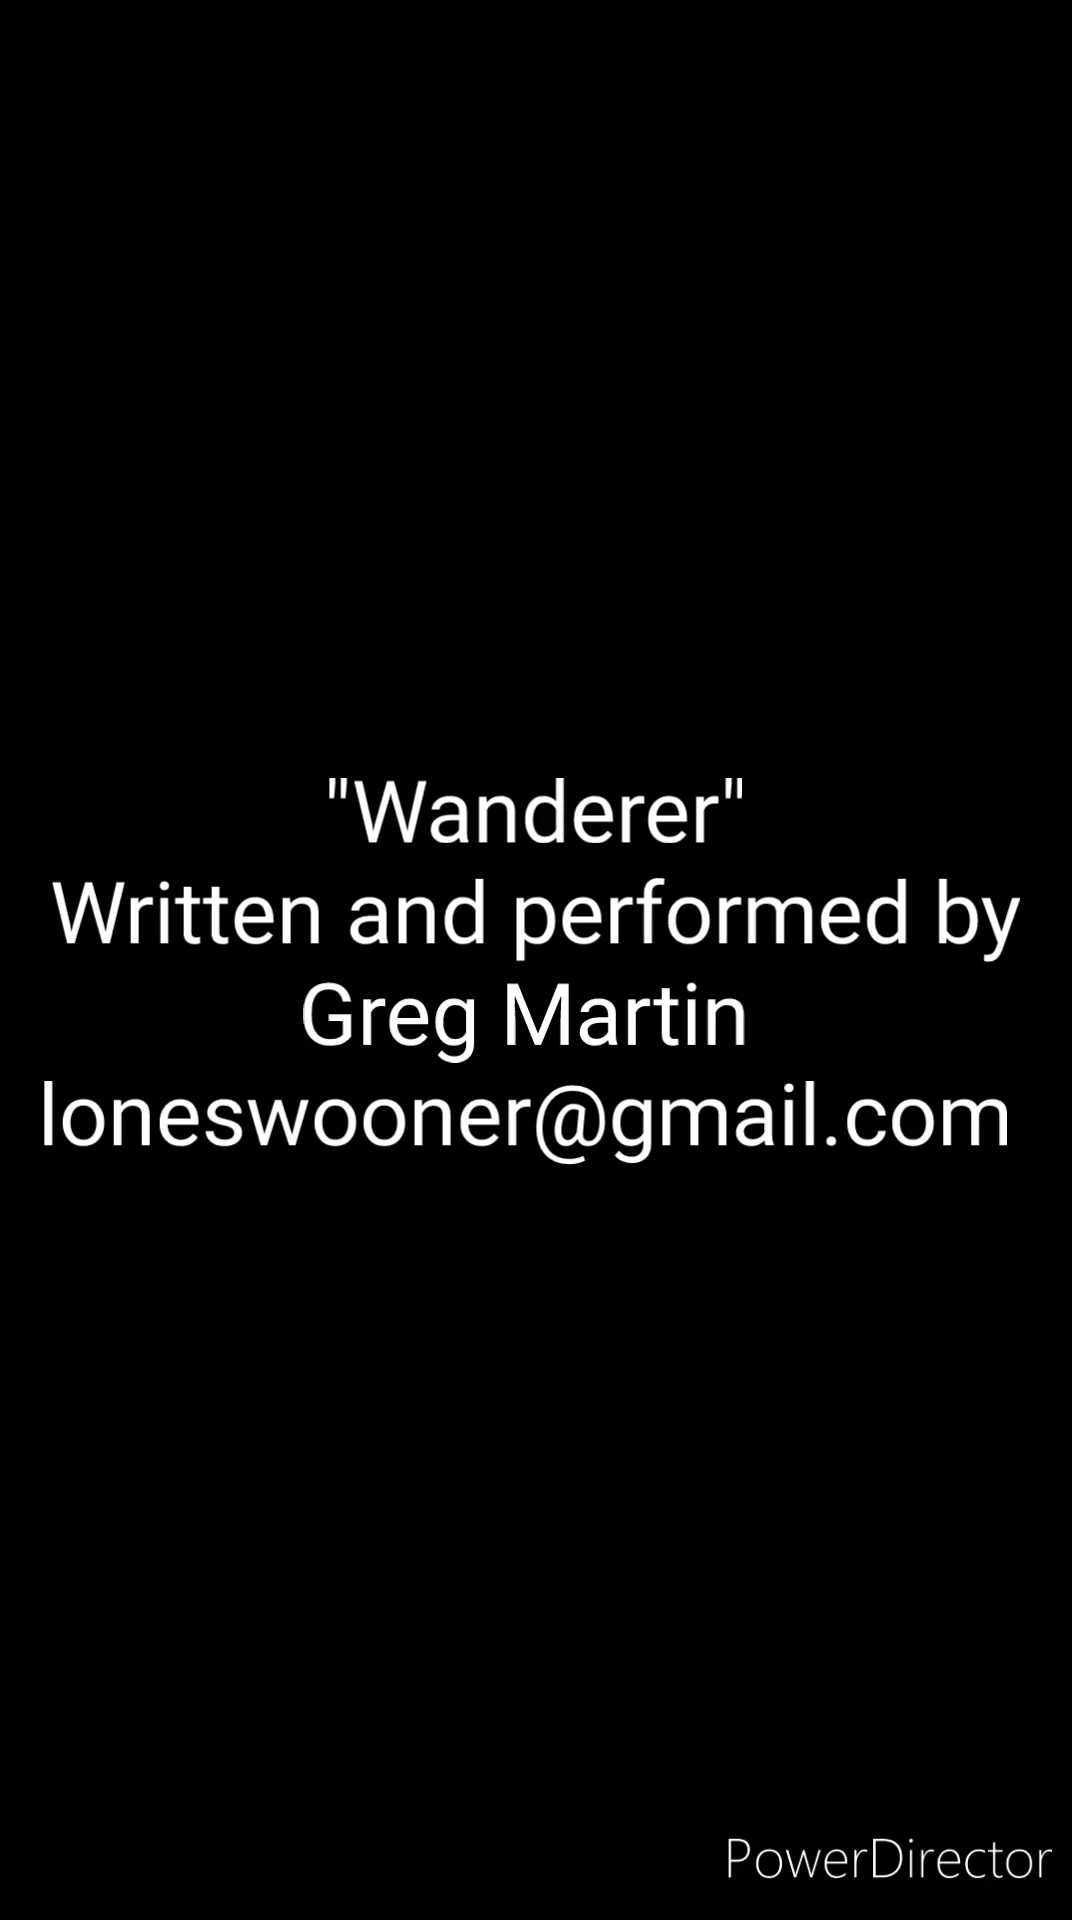 "Wanderer"
Written and performed by
Greg Martin
loneswooner@gmail.com
PowerDirector